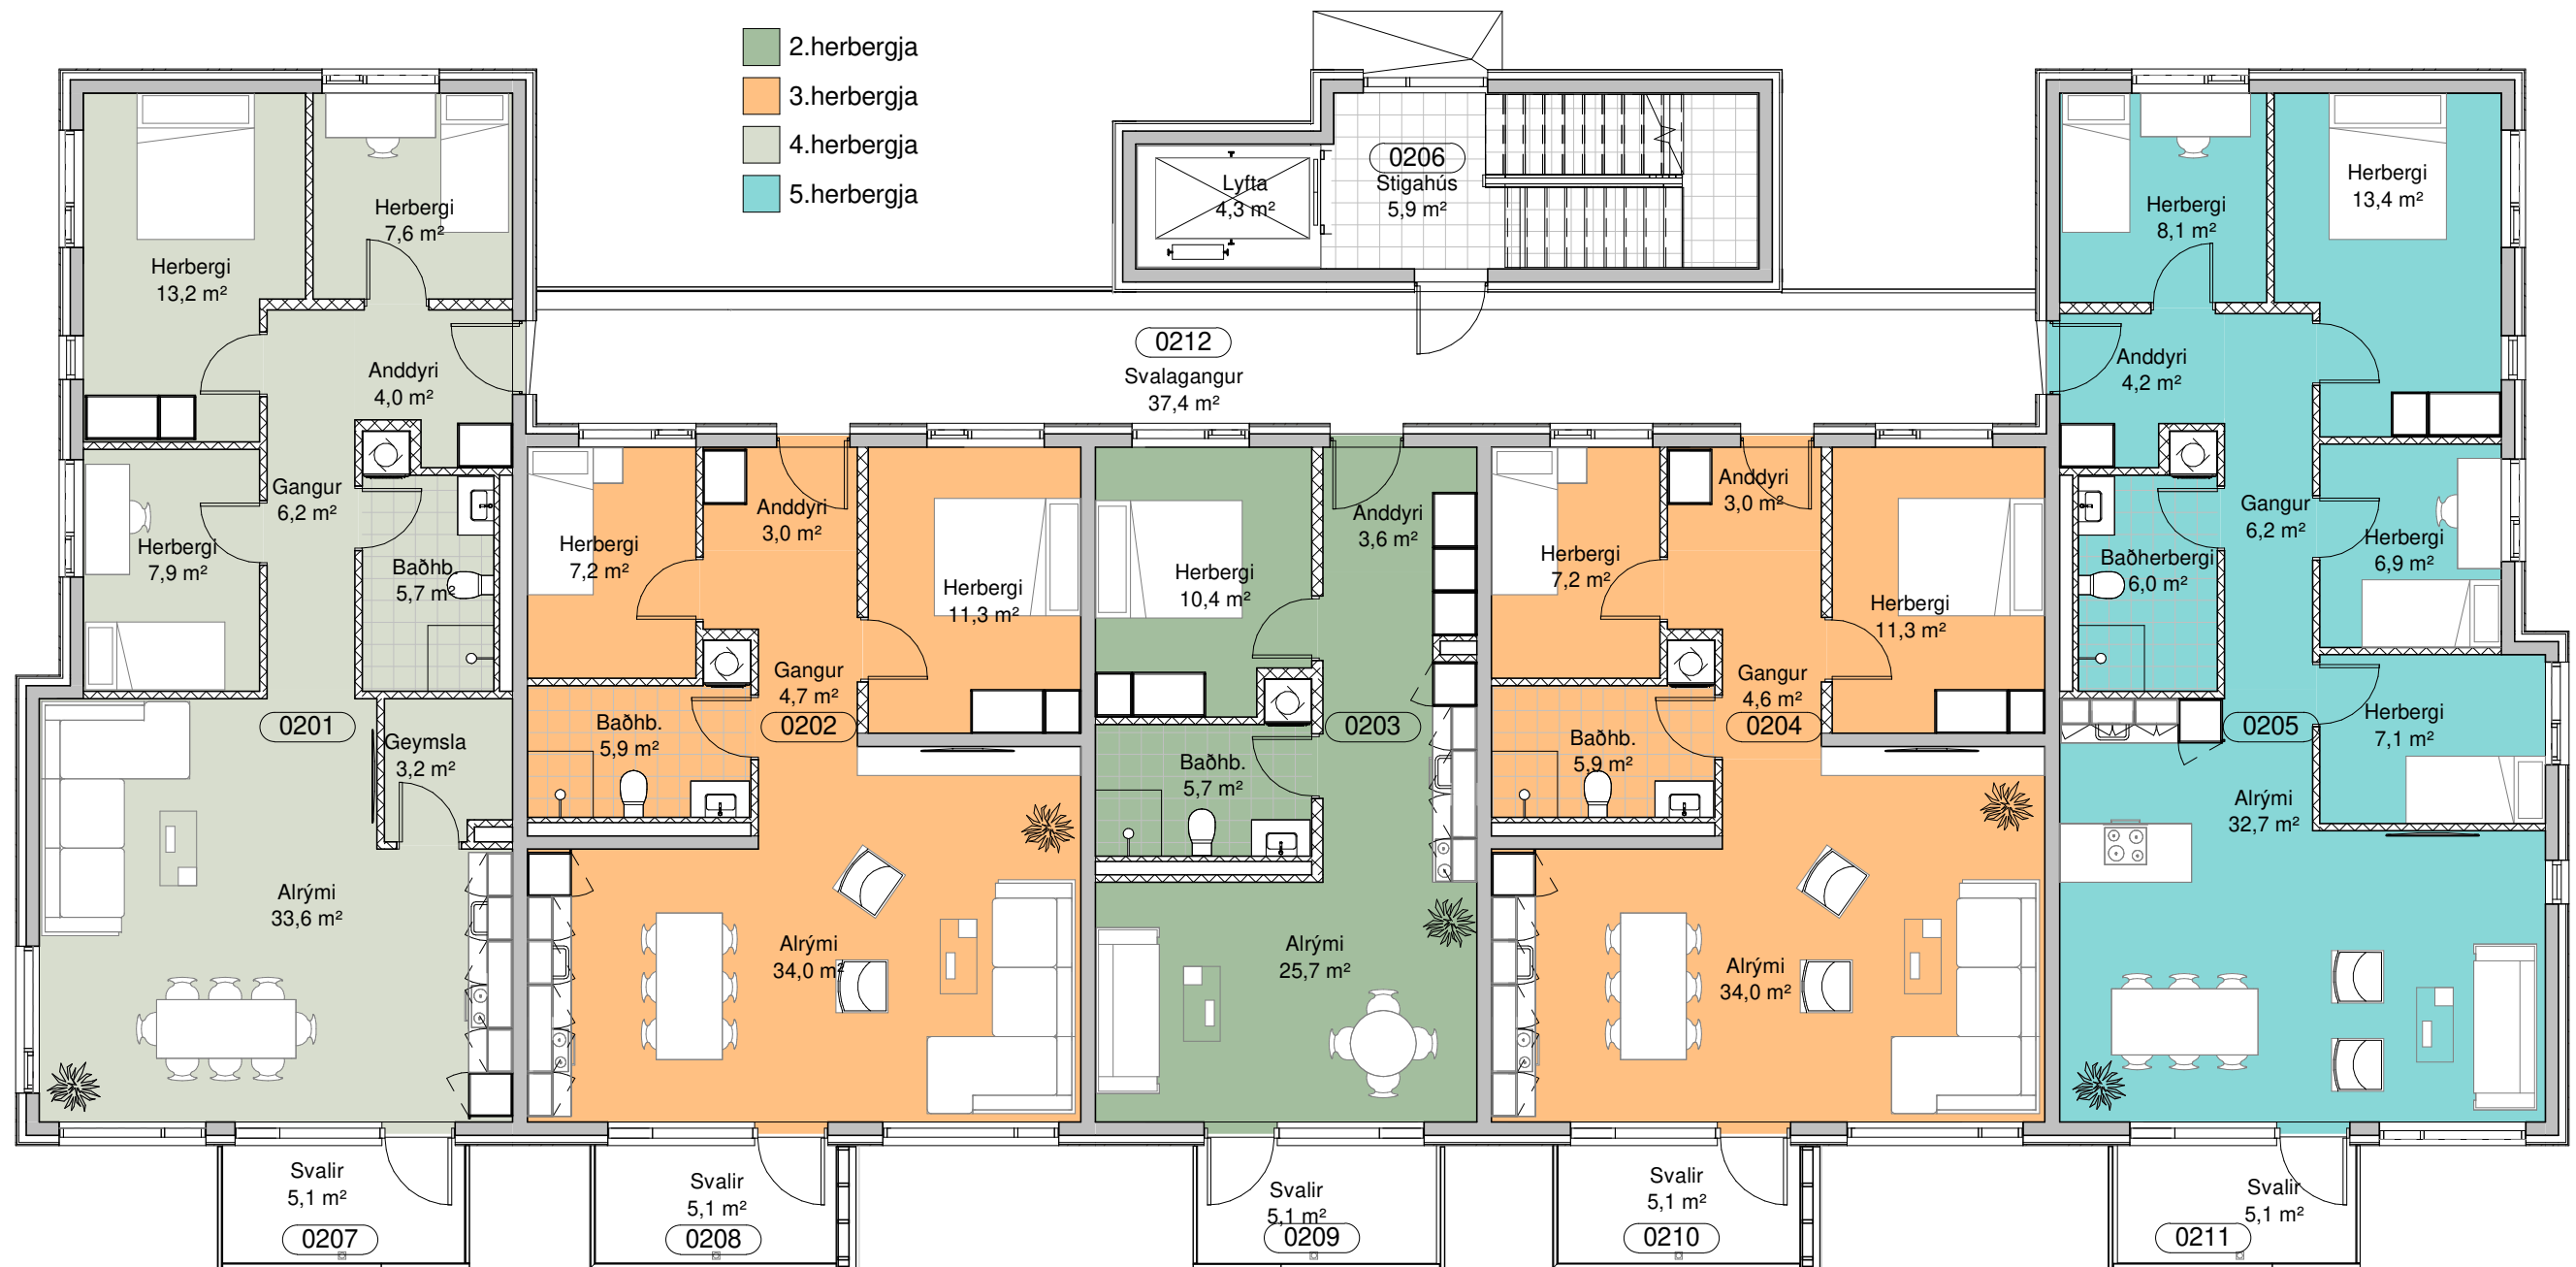 2.herbergja
3.herbergja
4.herbergja
5.herbergja
0206
Lyfta
4,3 m²
Stigahús
5,9 m²
0212
Svalagangur
37,4 m²
Herbergi
13,2 m²
Herbergi
7,6 m²
Anddyri
4,0 m²
Gangur
6,2 m²
Herbergi
7,9 m²
Baðhb.
5,7 m²
0201
Geymsla
3,2 m²
Alrými
33,6 m²
Svalir
5,1 m²
0207
Herbergi
7,2 m²
Anddyri
3,0 m²
Herbergi
11,3 m²
Gangur
4,7 m²
0202
Baðhb.
5,9 m²
Alrými
34,0 m²
Svalir
5,1 m²
0208
Herbergi
10,4 m²
Anddyri
3,6 m²
0203
Baðhb.
5,7 m²
Alrými
25,7 m²
Svalir
5,1 m²
0209
Herbergi
7,2 m²
Anddyri
3,0 m²
Herbergi
11,3 m²
Gangur
4,6 m²
0204
Baðhb.
5,9 m²
Alrými
34,0 m²
Svalir
5,1 m²
0210
Herbergi
8,1 m²
Herbergi
13,4 m²
Anddyri
4,2 m²
Gangur
6,2 m²
Herbergi
6,9 m²
Baðherbergi
6,0 m²
0205
Herbergi
7,1 m²
Alrými
32,7 m²
Svalir
5,1 m²
0211